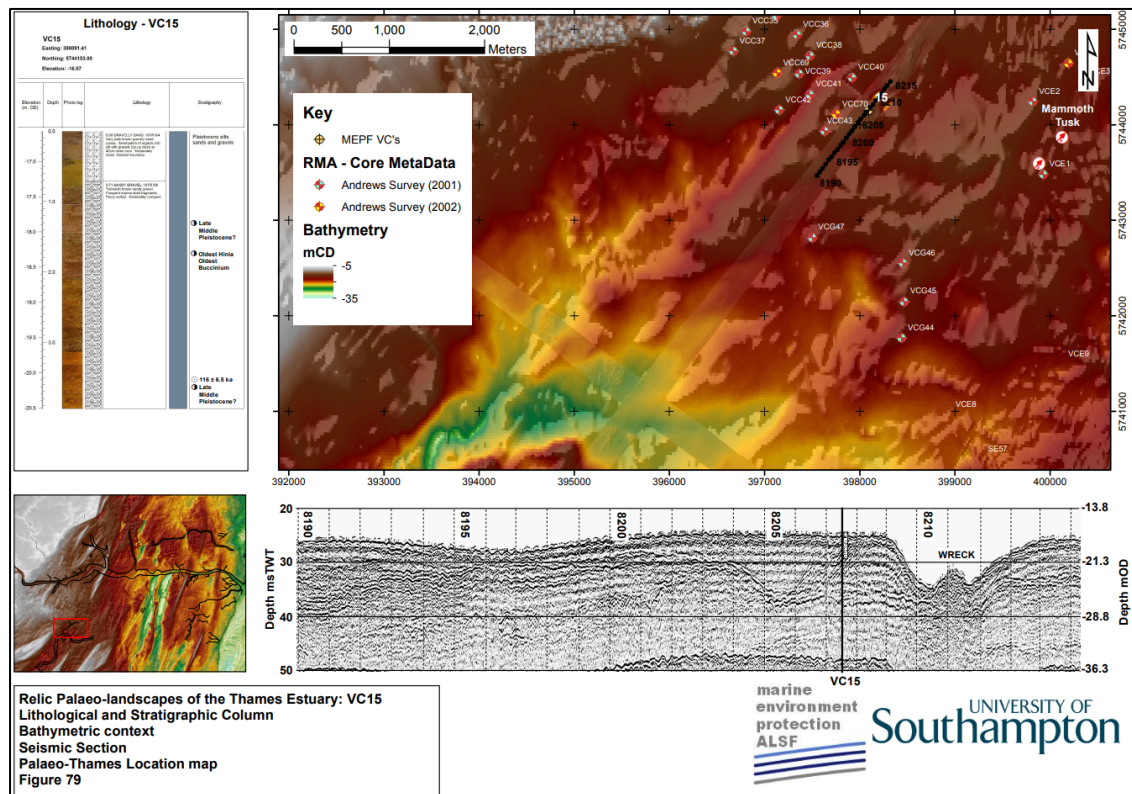 Lithology - VC15
VC15
Easting: 398091.41
Northing: 5744153.00
Elevation: -16.57
Elevation
(m. OD)
Depth
Photo log
Lithology
Stratigraphy
0.0
-17.0
1.0
-18.0
-18.5
2.0
-19.0
-19.5
3.0
-20.0
-20.5
Pleistocene silts
sands and gravels
Late
Middle
Pleistocene?
Oldest Hinia
Oldest
Buccinium
116 ± 6.5 ka
Late
Middle
Pleistocene?
0 500 1,000 2,000
Meters
Key
MEPF VC's
RMA - Core MetaData
Andrews Survey (2001)
Andrews Survey (2002)
Bathymetry
mCD
-5
-35
VCC35
VCC36
VCC37
VCC38
VCC69
VCC39
VCC40
VCC41
VCC42
VCC70
VCC43
8215
15
8205
8200
8195
8190
VCE2
Mammoth
Tusk
VCE1
VCG47
VCG46
VCG45
VCG44
VCE9
VCE8
SE57
5745000
5744000
5743000
5742000
5741000
392000 393000 394000 395000 396000 397000 398000 399000 400000
20
30
40
50
Depth msTWT
8190
8195
8200
8205
8210
WRECK
-13.8
-21.3
-28.8
-36.3
Depth mOD
VC15
Relic Palaeo-landscapes of the Thames Estuary: VC15
Lithological and Stratigraphic Column
Bathymetric context
Seismic Section
Palaeo-Thames Location map
Figure 79
marine
environment
protection
ALSF
UNIVERSITY OF
Southampton